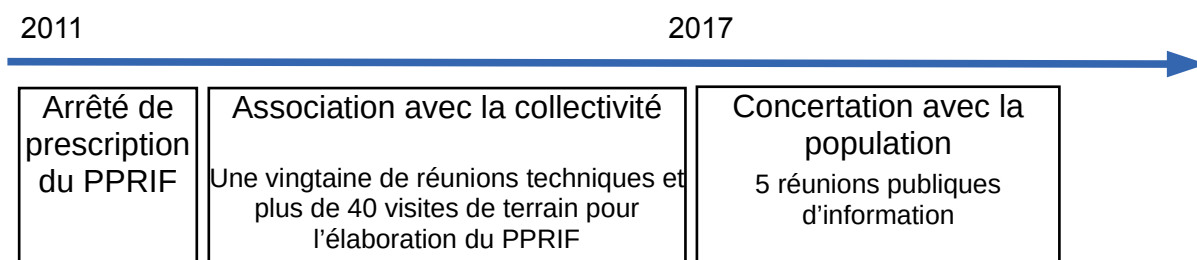 2011
2017
Arrêté de
prescription
du PPRIF
Association avec la collectivité
Une vingtaine de réunions techniques et
plus de 40 visites de terrain pour
l’élaboration du PPRIF
Concertation avec la
population
5 réunions publiques
d’information